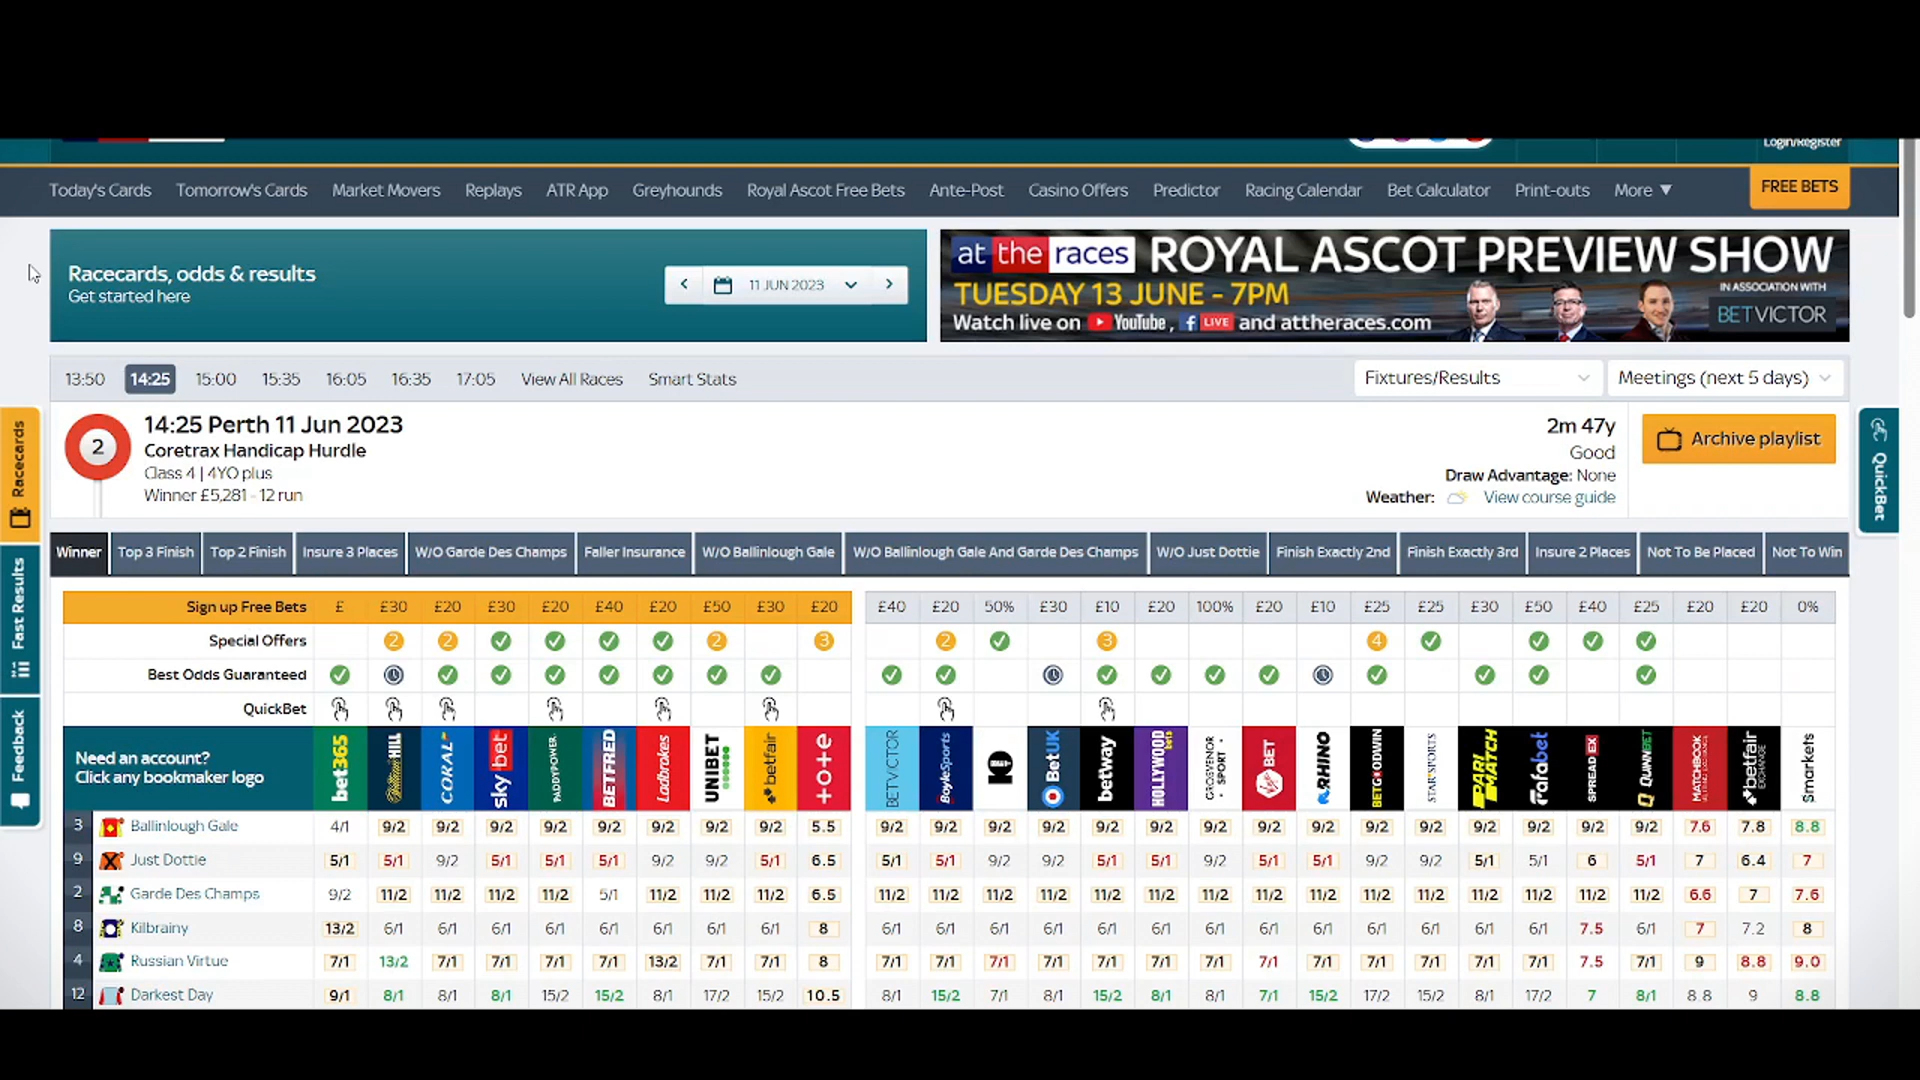 Login/Register
Today's Cards Tomorrow's Cards Market Movers Replays ATR App Greyhounds Royal Ascot Free Bets Ante-Post Casino Offers Predictor Racing Calendar Bet Calculator Print-outs More ▼ FREE BETS
Racecards, odds & results
Get started here
11 JUN 2023
at the races ROYAL ASCOT PREVIEW SHOW
TUESDAY 13 JUNE - 7PM
IN ASSOCIATION WITH
BETVICTOR
Watch live on YouTube, f LIVE and attheraces.com
13:50 14:25 15:00 15:35 16:05 16:35 17:05 View All Races Smart Stats Fixtures/Results Meetings (next 5 days)
Racecards
Fast Results
Feedback
QuickBet
2
14:25 Perth 11 Jun 2023
Coretrax Handicap Hurdle
Class 4 | 4YO plus
Winner £5,281 - 12 run
2m 47y
Good
Draw Advantage: None
Weather: View course guide
Archive playlist
Winner Top 3 Finish Top 2 Finish Insure 3 Places W/O Garde Des Champs Faller Insurance W/O Ballinlough Gale W/O Ballinlough Gale And Garde Des Champs W/O Just Dottie Finish Exactly 2nd Finish Exactly 3rd Insure 2 Places Not To Be Placed Not To Win
Sign up Free Bets £ £30 £20 £30 £20 £40 £20 £50 £30 £20 £40 £20 50% £30 £10 £20 100% £20 £10 £25 £25 £30 £50 £40 £25 £20 £20 0%
Special Offers 2 2 2 3 2 3 4
Best Odds Guaranteed
QuickBet
Need an account?
Click any bookmaker logo
bet365 William HILL CORAL sky bet PADDYPOWER. BETFRED Ladbrokes UNIBET betfair tote BETVICTOR BoyleSports 10 BetUK betway HOLLYWOOD bets GROSVENOR SPORT BET RHINO BETGOODWIN STARSPORTS PARIMATCH fafabet SPREADEX QUINNBET MATCHBOOK betfair EXCHANGE Smarkets
3 Ballinlough Gale 4/1 9/2 9/2 9/2 9/2 9/2 9/2 9/2 9/2 5.5 9/2 9/2 9/2 9/2 9/2 9/2 9/2 9/2 9/2 9/2 9/2 9/2 9/2 9/2 9/2 7.6 7.8 8.8
9 Just Dottie 5/1 5/1 9/2 5/1 5/1 5/1 9/2 9/2 5/1 6.5 5/1 5/1 9/2 9/2 5/1 5/1 9/2 5/1 5/1 9/2 9/2 5/1 5/1 6 5/1 7 6.4 7
2 Garde Des Champs 9/2 11/2 11/2 11/2 11/2 5/1 11/2 11/2 11/2 6.5 11/2 11/2 11/2 11/2 11/2 11/2 11/2 11/2 11/2 11/2 11/2 11/2 11/2 11/2 11/2 6.6 7 7.6
8 Kilbrainy 13/2 6/1 6/1 6/1 6/1 6/1 6/1 6/1 6/1 8 6/1 6/1 6/1 6/1 6/1 6/1 6/1 6/1 6/1 6/1 6/1 6/1 6/1 7.5 6/1 7 7.2 8
4 Russian Virtue 7/1 13/2 7/1 7/1 7/1 7/1 13/2 7/1 7/1 8 7/1 7/1 7/1 7/1 7/1 7/1 7/1 7/1 7/1 7/1 7/1 7/1 7/1 7.5 7/1 9 8.8 9.0
12 Darkest Day 9/1 8/1 8/1 8/1 15/2 15/2 8/1 17/2 15/2 10.5 8/1 15/2 7/1 8/1 15/2 8/1 8/1 7/1 15/2 17/2 15/2 8/1 17/2 7 8/1 8.8 9 8.8